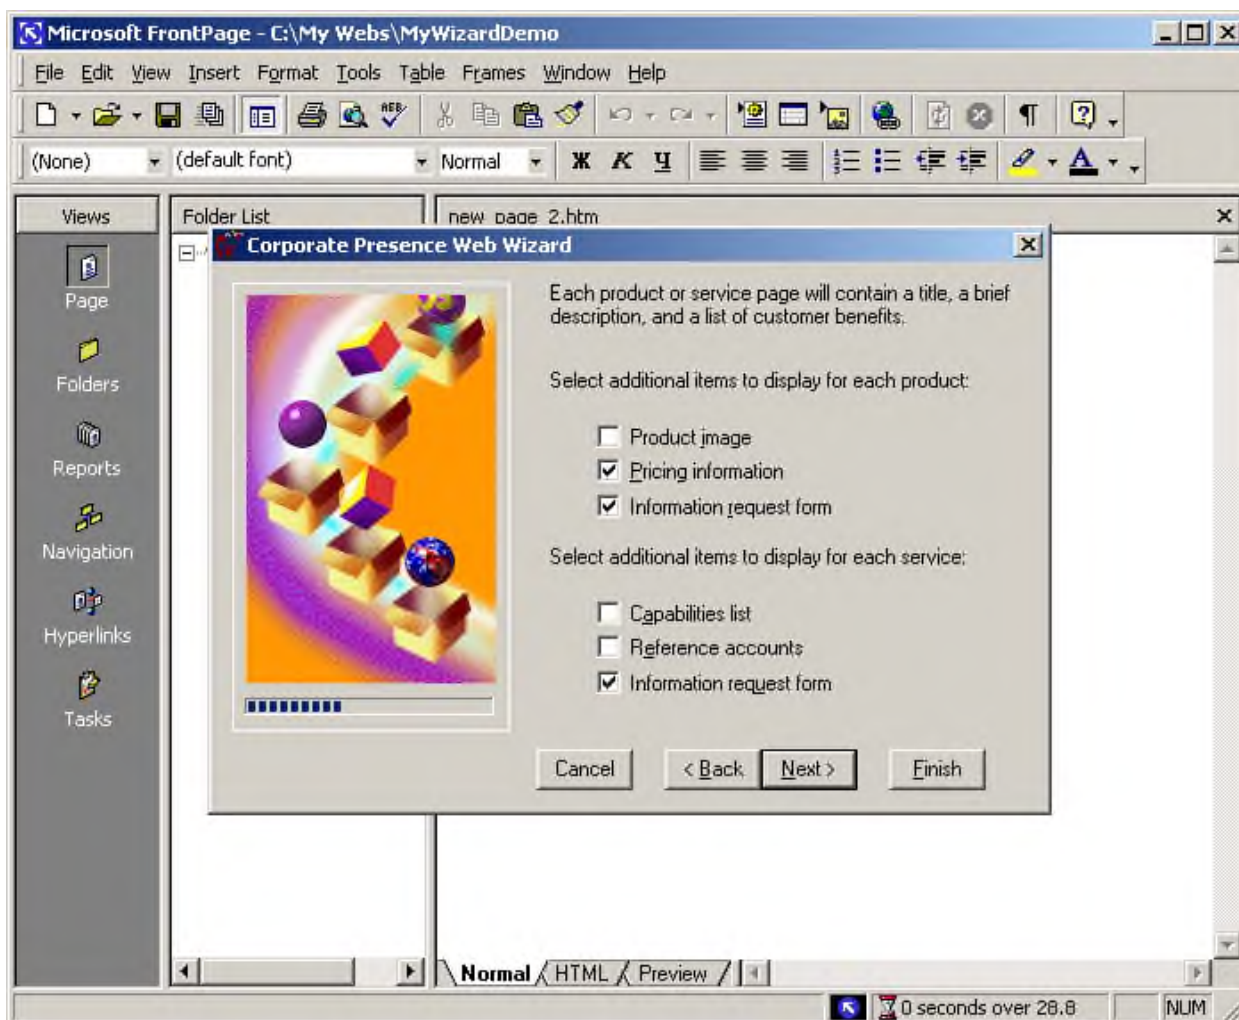 Microsoft FrontPage - C:\My Webs\MyWizardDemo
File Edit View Insert Format Tools Table Frames Window Help
(None) (default font) Normal Ж К Ч A
Views Folder List new_page_2.htm
Corporate Presence Web Wizard
Page
Folders
Reports
Navigation
Hyperlinks
Tasks
Each product or service page will contain a title, a brief
description, and a list of customer benefits.
Select additional items to display for each product:
Product image
Pricing information
Information request form
Select additional items to display for each service:
Capabilities list
Reference accounts
Information request form
Cancel < Back Next > Finish
Normal HTML Preview
0 seconds over 28.8 NUM